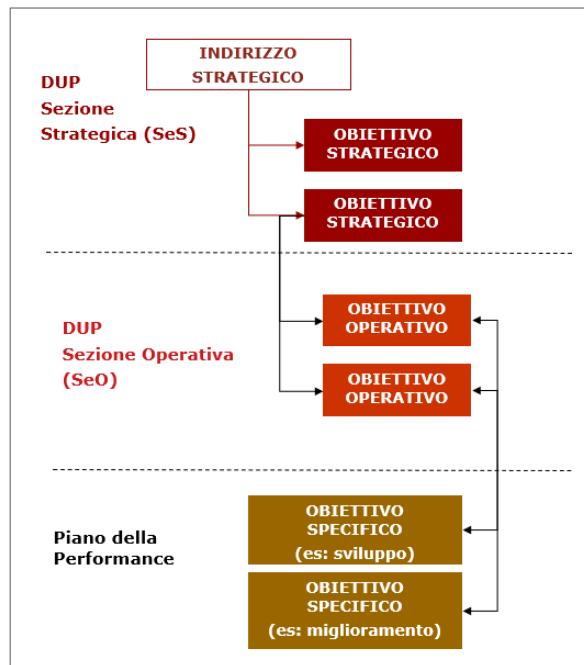 INDIRIZZO
STRATEGICO
DUP
Sezione
Strategica (SeS)
OBIETTIVO
STRATEGICO
OBIETTIVO
STRATEGICO
DUP
Sezione Operativa
(SeO)
OBIETTIVO
OPERATIVO
OBIETTIVO
OPERATIVO
Piano della
Performance
OBIETTIVO
SPECIFICO
(es: sviluppo)
OBIETTIVO
SPECIFICO
(es: miglioramento)